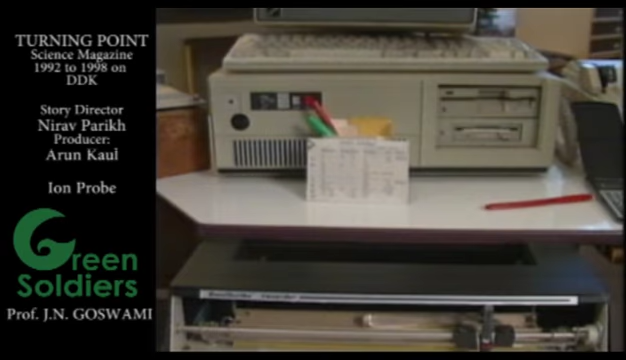 TURNING POINT
Science Magazine
1992 to 1998 on
DDK
Story Director
Nirav Parikh
Producer:
Arun Kaul
Ion Probe
Green
Soldiers
Prof. J.N. GOSWAMI